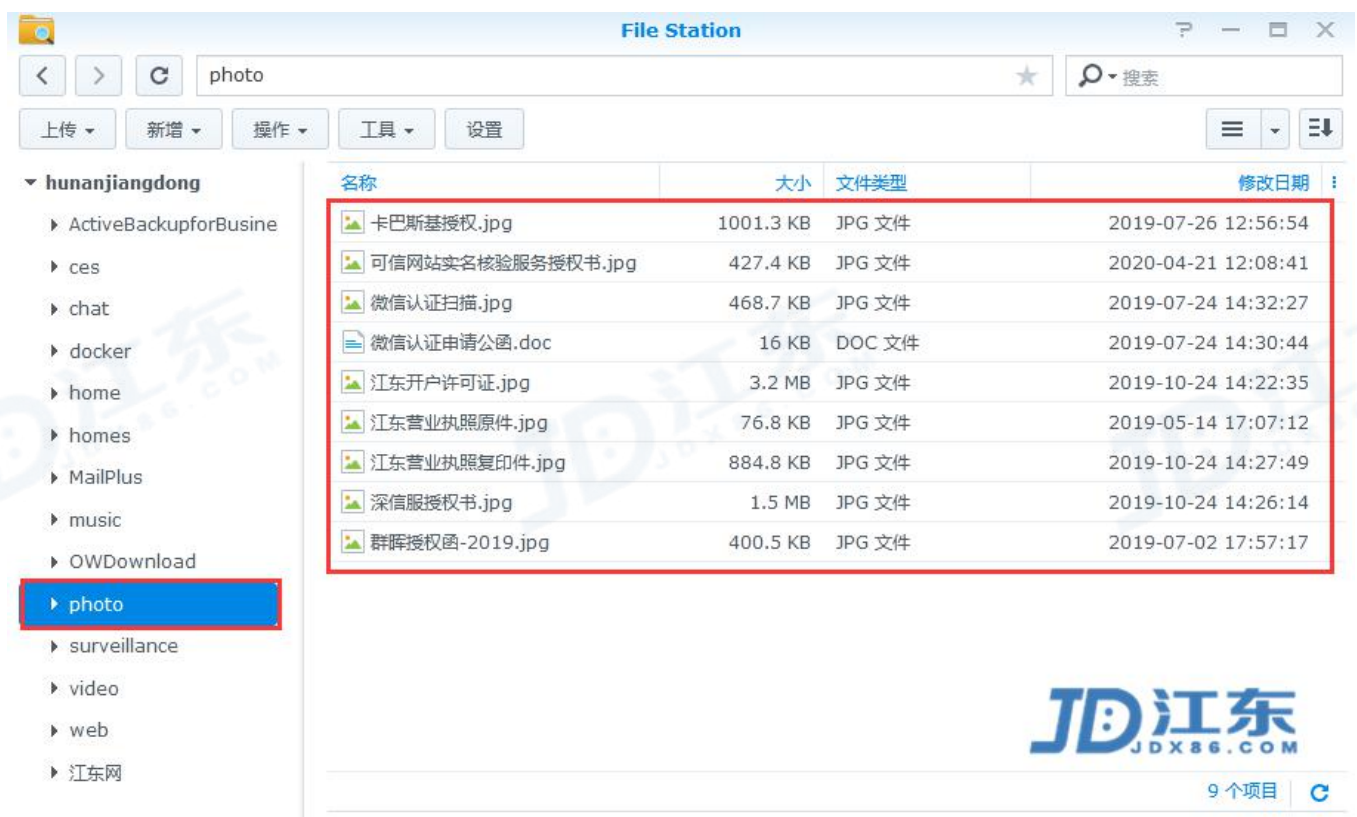 File Station
photo
搜索
上传 新增 操作 工具 设置
hunanjiangdong
ActiveBackupforBusine
ces
chat
docker
home
homes
MailPlus
music
OWDownload
photo
surveillance
video
web
江东网
名称 大小 文件类型 修改日期
卡巴斯基授权.jpg 1001.3 KB JPG 文件 2019-07-26 12:56:54
可信网站实名核验服务授权书.jpg 427.4 KB JPG 文件 2020-04-21 12:08:41
微信认证扫描.jpg 468.7 KB JPG 文件 2019-07-24 14:32:27
微信认证申请公函.doc 16 KB DOC 文件 2019-07-24 14:30:44
江东开户许可证.jpg 3.2 MB JPG 文件 2019-10-24 14:22:35
江东营业执照原件.jpg 76.8 KB JPG 文件 2019-05-14 17:07:12
江东营业执照复印件.jpg 884.8 KB JPG 文件 2019-10-24 14:27:49
深信服授权书.jpg 1.5 MB JPG 文件 2019-10-24 14:26:14
群晖授权函-2019.jpg 400.5 KB JPG 文件 2019-07-02 17:57:17
JD江东
JDX86.COM
9 个项目